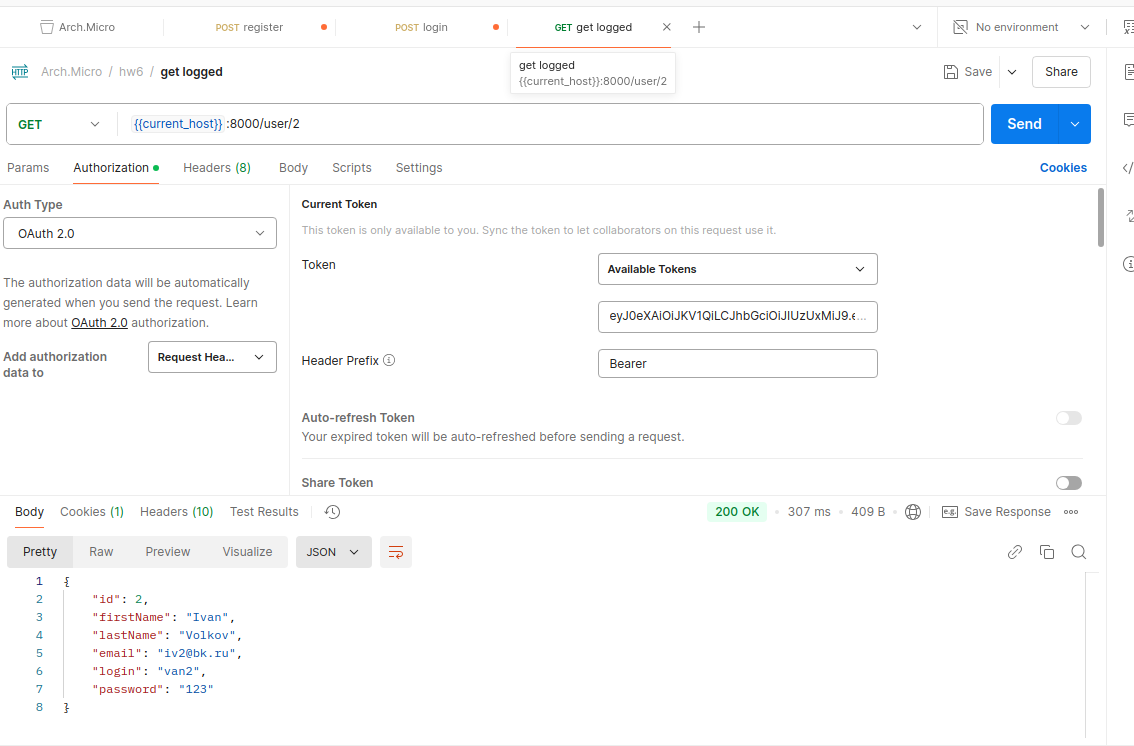 Arch.Micro
POST register
POST login
GET get logged
No environment
Arch.Micro / hw6 / get logged
get logged
{{current_host}}:8000/user/2
Save
Share
GET
{{current_host}} :8000/user/2
Send
Params
Authorization
Headers (8)
Body
Scripts
Settings
Cookies
Auth Type
OAuth 2.0
The authorization data will be automatically
generated when you send the request. Learn
more about OAuth 2.0 authorization.
Add authorization
data to
Request Hea...
Current Token
This token is only available to you. Sync the token to let collaborators on this request use it.
Token
Available Tokens
Header Prefix
Bearer
Auto-refresh Token
Your expired token will be auto-refreshed before sending a request.
Share Token
Body
Cookies (1)
Headers (10)
Test Results
200 OK
307 ms
409 B
e.g.
Save Response
Pretty
Raw
Preview
Visualize
JSON
1 {
2 "id": 2,
3 "firstName": "Ivan",
4 "lastName": "Volkov",
5 "email": "iv2@bk.ru",
6 "login": "van2",
7 "password": "123"
8 }